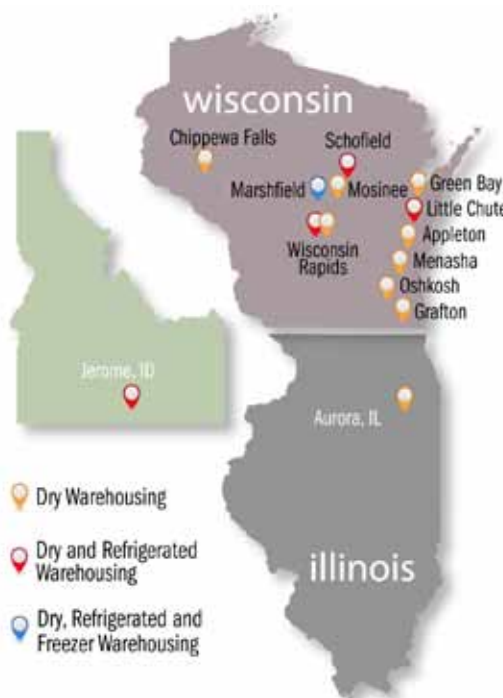 wisconsin
Chippewa Falls
Schofield
Marshfield
Mosinee
Green Bay
Little Chute
Wisconsin
Rapids
Appleton
Menasha
Oshkosh
Grafton
Jerome, ID
Aurora, IL
Dry Warehousing
Dry and Refrigerated
Warehousing
Dry, Refrigerated and
Freezer Warehousing
illinois